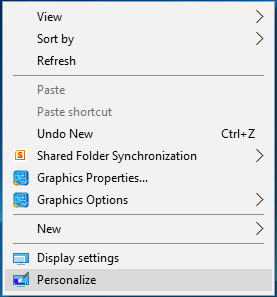 View
Sort by
Refresh
Paste
Paste shortcut
Undo New Ctrl+Z
Shared Folder Synchronization
Graphics Properties...
Graphics Options
New
Display settings
Personalize